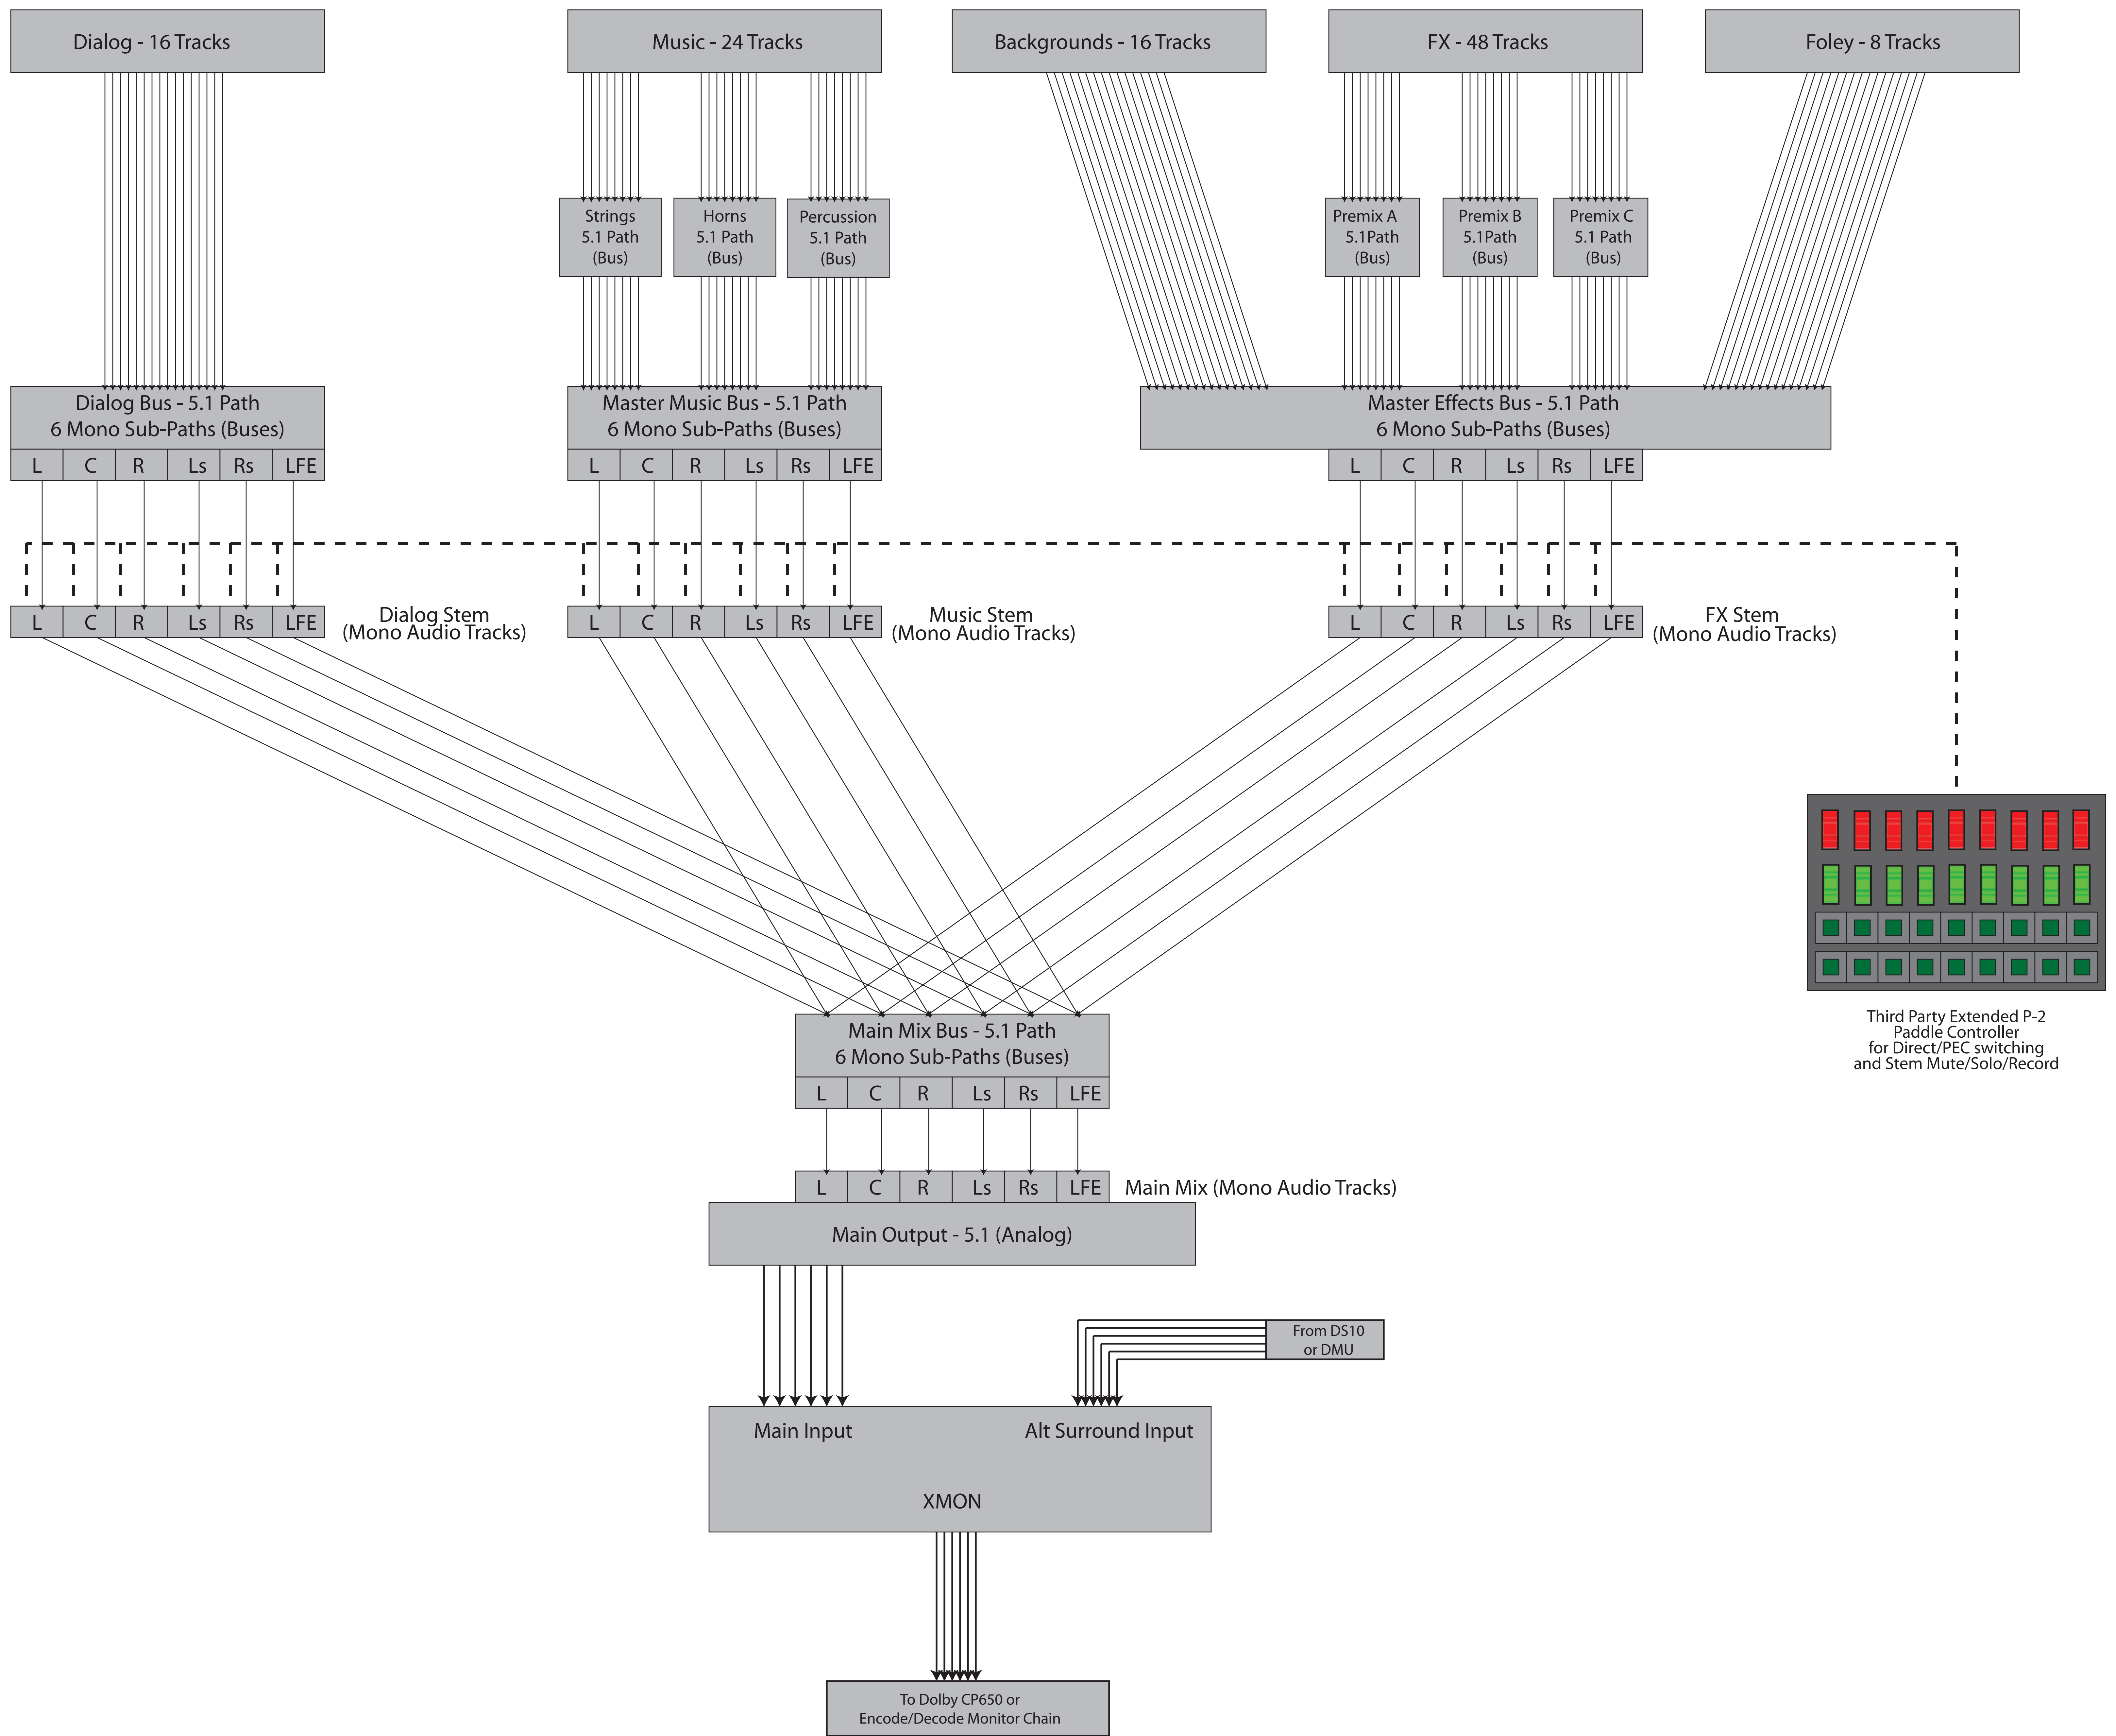 Dialog - 16 Tracks
Music - 24 Tracks
Backgrounds - 16 Tracks
FX - 48 Tracks
Foley - 8 Tracks
Strings
5.1 Path
(Bus)
Horns
5.1 Path
(Bus)
Percussion
5.1 Path
(Bus)
Premix A
5.1Path
(Bus)
Premix B
5.1Path
(Bus)
Premix C
5.1 Path
(Bus)
Dialog Bus - 5.1 Path
6 Mono Sub-Paths (Buses)
L C R Ls Rs LFE
Master Music Bus - 5.1 Path
6 Mono Sub-Paths (Buses)
L C R Ls Rs LFE
Master Effects Bus - 5.1 Path
6 Mono Sub-Paths (Buses)
L C R Ls Rs LFE
L C R Ls Rs LFE
Dialog Stem
(Mono Audio Tracks)
L C R Ls Rs LFE
Music Stem
(Mono Audio Tracks)
L C R Ls Rs LFE
FX Stem
(Mono Audio Tracks)
Third Party Extended P-2
Paddle Controller
for Direct/PEC switching
and Stem Mute/Solo/Record
Main Mix Bus - 5.1 Path
6 Mono Sub-Paths (Buses)
L C R Ls Rs LFE
L C R Ls Rs LFE
Main Mix (Mono Audio Tracks)
Main Output - 5.1 (Analog)
From DS10
or DMU
Main Input
Alt Surround Input
XMON
To Dolby CP650 or
Encode/Decode Monitor Chain